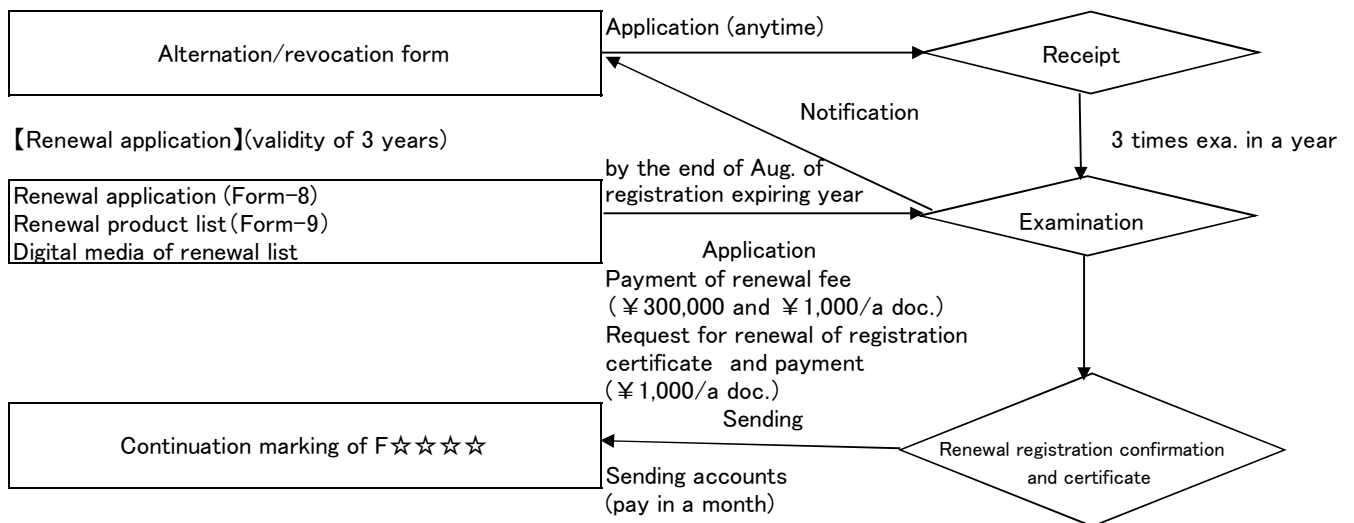 Application (anytime)
Alternation/revocation form
Receipt
Notification
【Renewal application】(validity of 3 years)
3 times exa. in a year
by the end of Aug. of
registration expiring year
Renewal application (Form-8)
Renewal product list(Form-9)
Digital media of renewal list
Examination
Application
Payment of renewal fee
(¥300,000 and ¥1,000/a doc.)
Request for renewal of registration
certificate and payment
(¥1,000/a doc.)
Sending
Continuation marking of F☆☆☆☆
Renewal registration confirmation
and certificate
Sending accounts
(pay in a month)